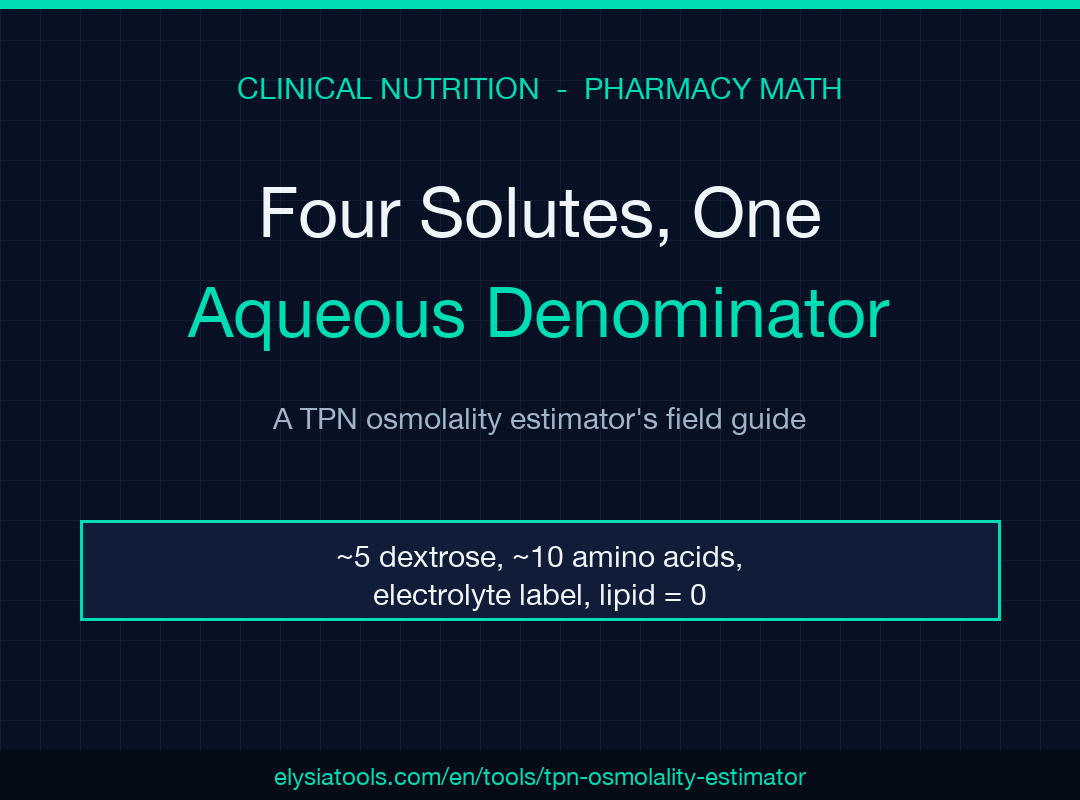 CLINICAL NUTRITION - PHARMACY MATH
Four Solutes, One
Aqueous Denominator
A TPN osmolality estimator's field guide
~5 dextrose, ~10 amino acids,
electrolyte label, lipid = 0
elysiatools.com/en/tools/tpn-osmolality-estimator